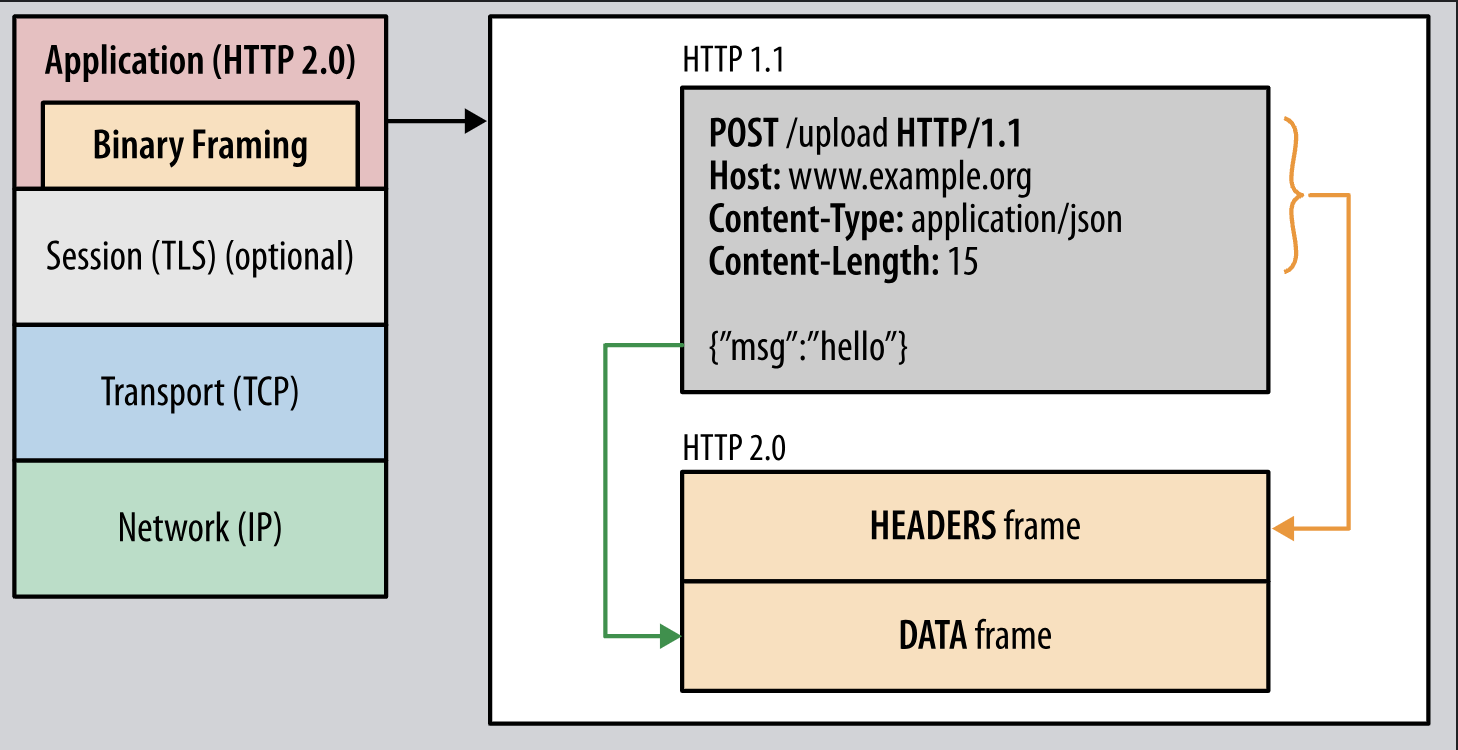 Application (HTTP 2.0)
Binary Framing
Session (TLS) (optional)
Transport (TCP)
Network (IP)
HTTP 1.1
POST /upload HTTP/1.1
Host: www.example.org
Content-Type: application/json
Content-Length: 15
{”msg”:”hello”}
HTTP 2.0
HEADERS frame
DATA frame